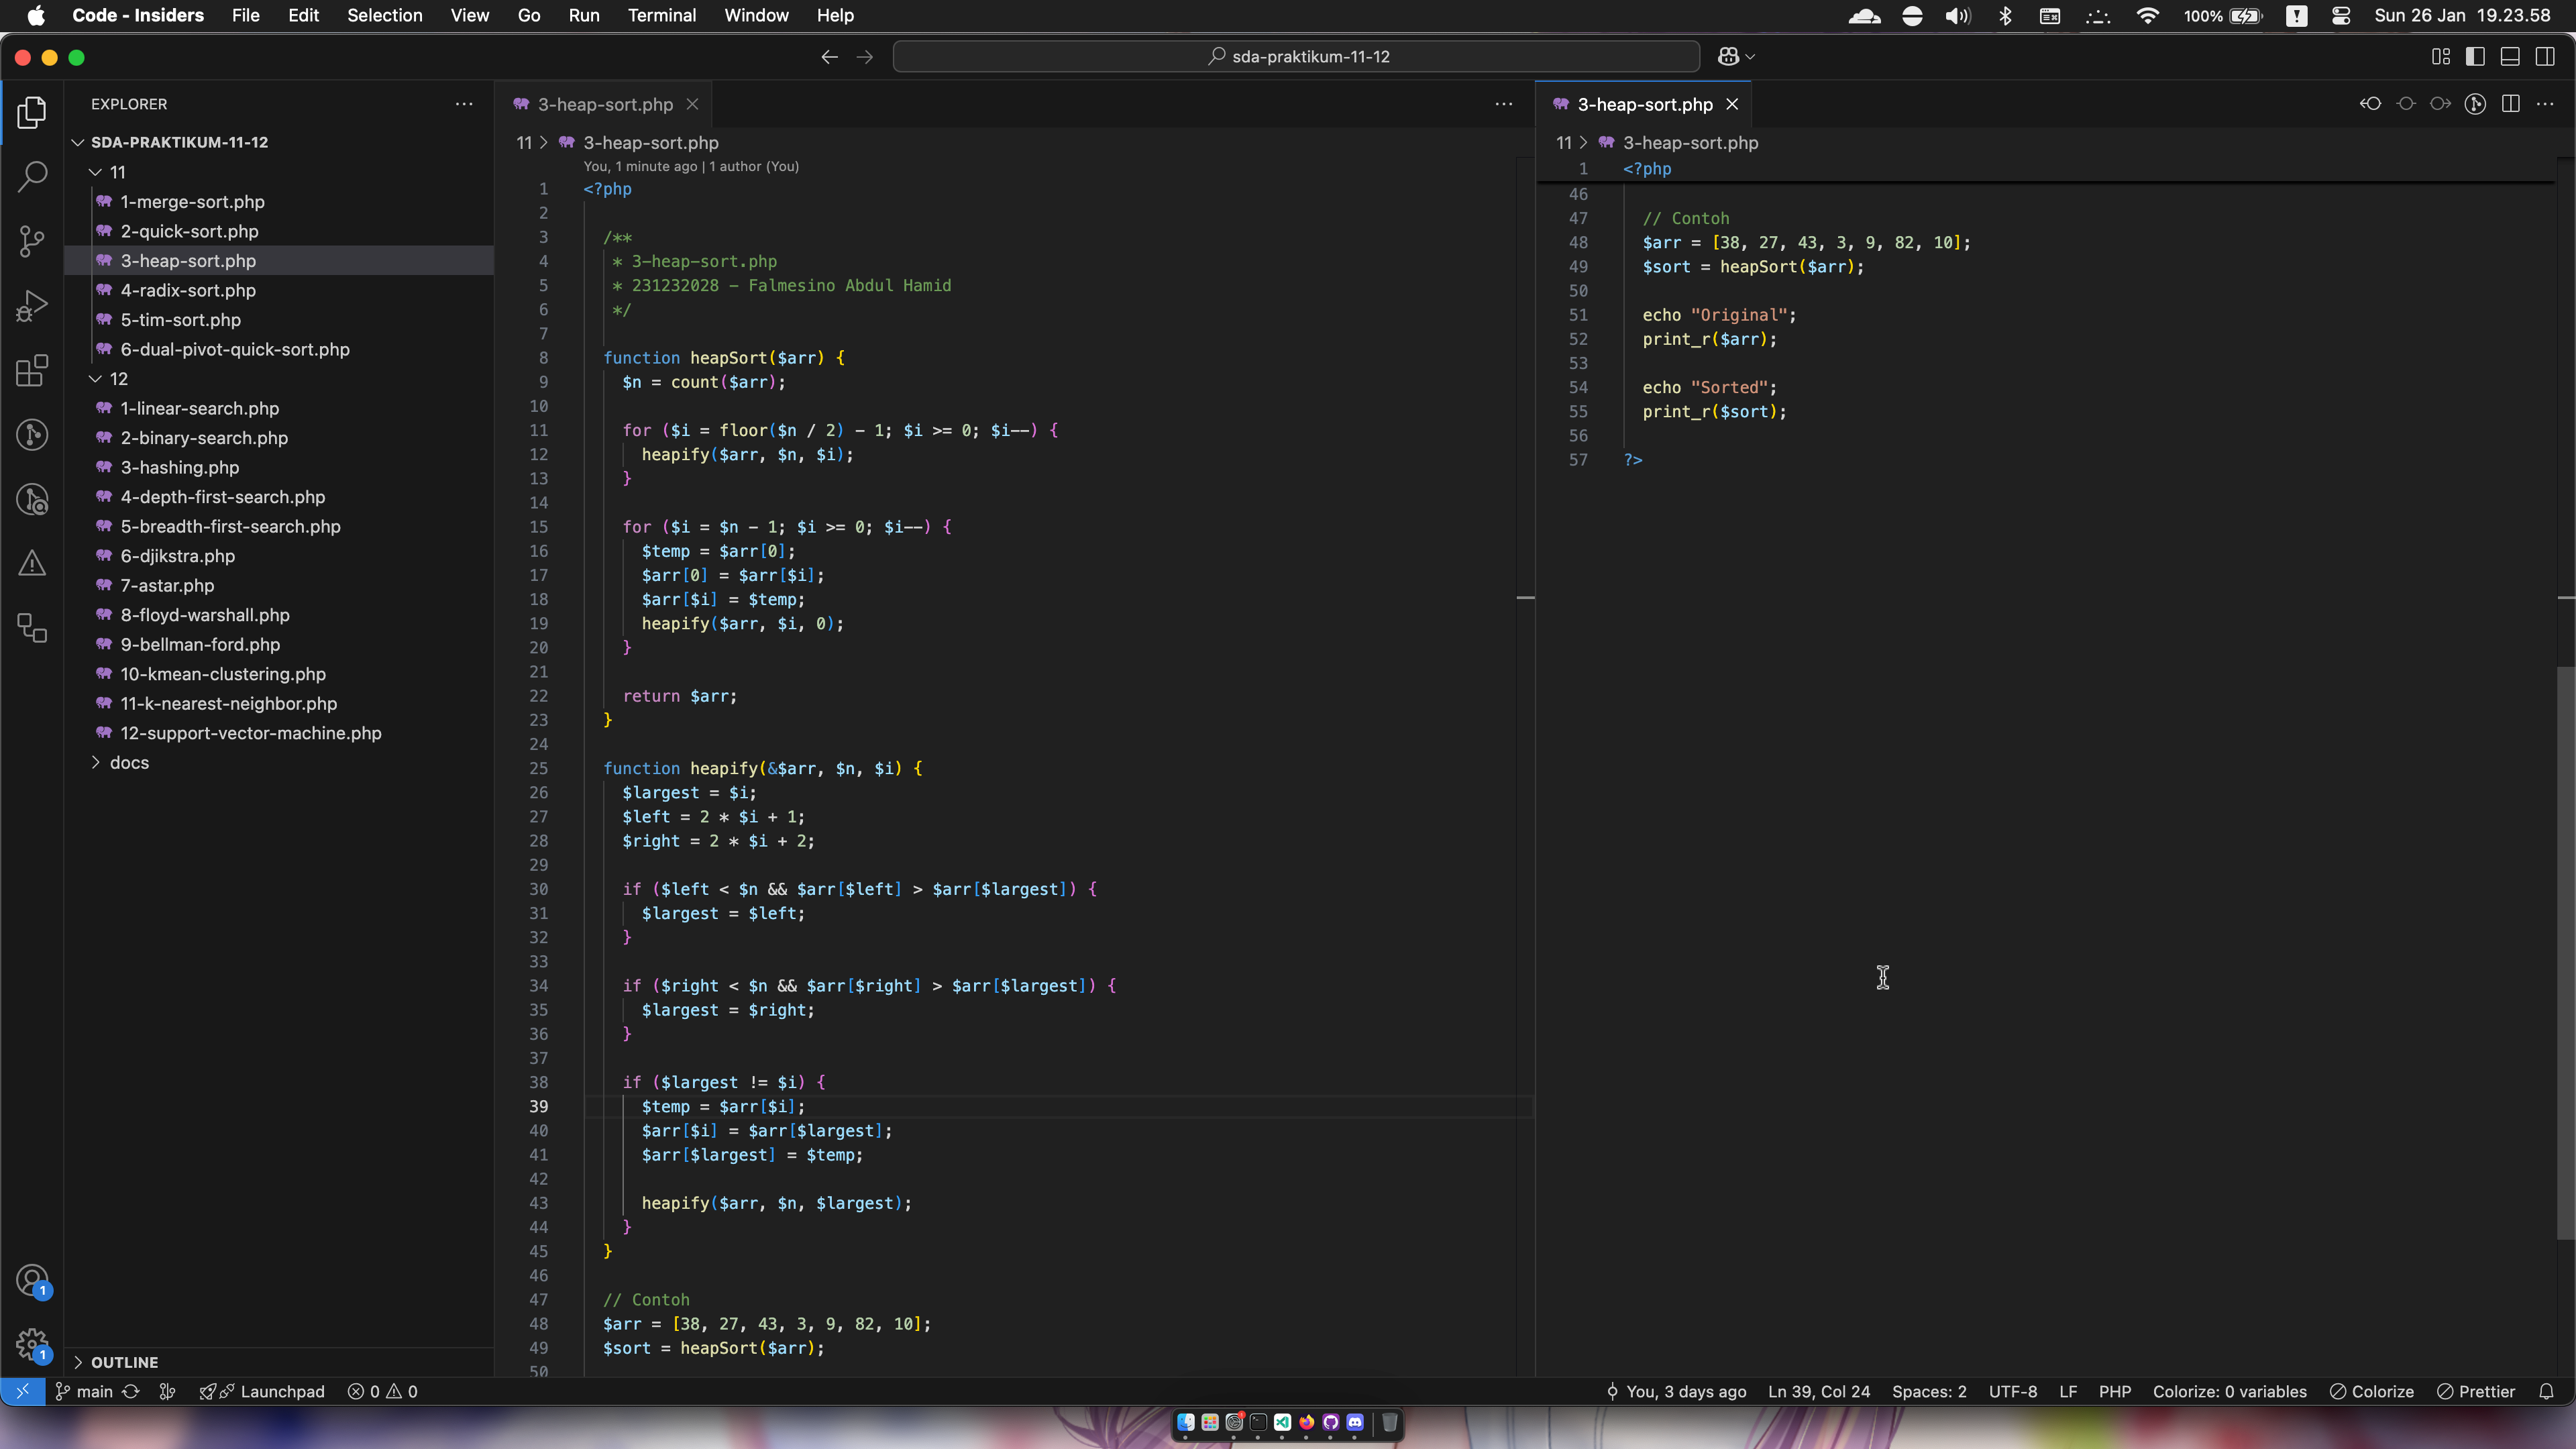 Code - Insiders File Edit Selection View Go Run Terminal Window Help 100% Sun 26 Jan 19.23.58
sda-praktikum-11-12
EXPLORER
SDA-PRAKTIKUM-11-12
11
1-merge-sort.php
2-quick-sort.php
3-heap-sort.php
4-radix-sort.php
5-tim-sort.php
6-dual-pivot-quick-sort.php
12
1-linear-search.php
2-binary-search.php
3-hashing.php
4-depth-first-search.php
5-breadth-first-search.php
6-djikstra.php
7-astar.php
8-floyd-warshall.php
9-bellman-ford.php
10-kmean-clustering.php
11-k-nearest-neighbor.php
12-support-vector-machine.php
docs
OUTLINE
1
1
3-heap-sort.php
11 > 3-heap-sort.php
You, 1 minute ago | 1 author (You)
1 <?php
2
3 /**
4 * 3-heap-sort.php
5 * 231232028 - Falmesino Abdul Hamid
6 */
7
8 function heapSort($arr) {
9 $n = count($arr);
10
11 for ($i = floor($n / 2) - 1; $i >= 0; $i--) {
12 heapify($arr, $n, $i);
13 }
14
15 for ($i = $n - 1; $i >= 0; $i--) {
16 $temp = $arr[0];
17 $arr[0] = $arr[$i];
18 $arr[$i] = $temp;
19 heapify($arr, $i, 0);
20 }
21
22 return $arr;
23 }
24
25 function heapify(&$arr, $n, $i) {
26 $largest = $i;
27 $left = 2 * $i + 1;
28 $right = 2 * $i + 2;
29
30 if ($left < $n && $arr[$left] > $arr[$largest]) {
31 $largest = $left;
32 }
33
34 if ($right < $n && $arr[$right] > $arr[$largest]) {
35 $largest = $right;
36 }
37
38 if ($largest != $i) {
39 $temp = $arr[$i];
40 $arr[$i] = $arr[$largest];
41 $arr[$largest] = $temp;
42
43 heapify($arr, $n, $largest);
44 }
45 }
46
47 // Contoh
48 $arr = [38, 27, 43, 3, 9, 82, 10];
49 $sort = heapSort($arr);
50
3-heap-sort.php
11 > 3-heap-sort.php
1 <?php
46
47 // Contoh
48 $arr = [38, 27, 43, 3, 9, 82, 10];
49 $sort = heapSort($arr);
50
51 echo "Original";
52 print_r($arr);
53
54 echo "Sorted";
55 print_r($sort);
56
57 ?>
main Launchpad 0 0 You, 3 days ago Ln 39, Col 24 Spaces: 2 UTF-8 LF PHP Colorize: 0 variables Colorize Prettier